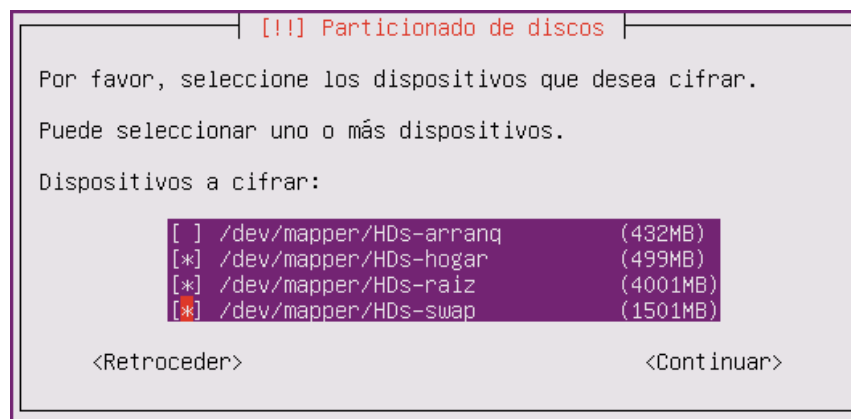 [!!] Particionado de discos
Por favor, seleccione los dispositivos que desea cifrar.
Puede seleccionar uno o más dispositivos.
Dispositivos a cifrar:
[ ] /dev/mapper/HDs-arranq (432MB)
[*] /dev/mapper/HDs-hogar (499MB)
[*] /dev/mapper/HDs-raiz (4001MB)
[*] /dev/mapper/HDs-swap (1501MB)
<Retroceder> <Continuar>